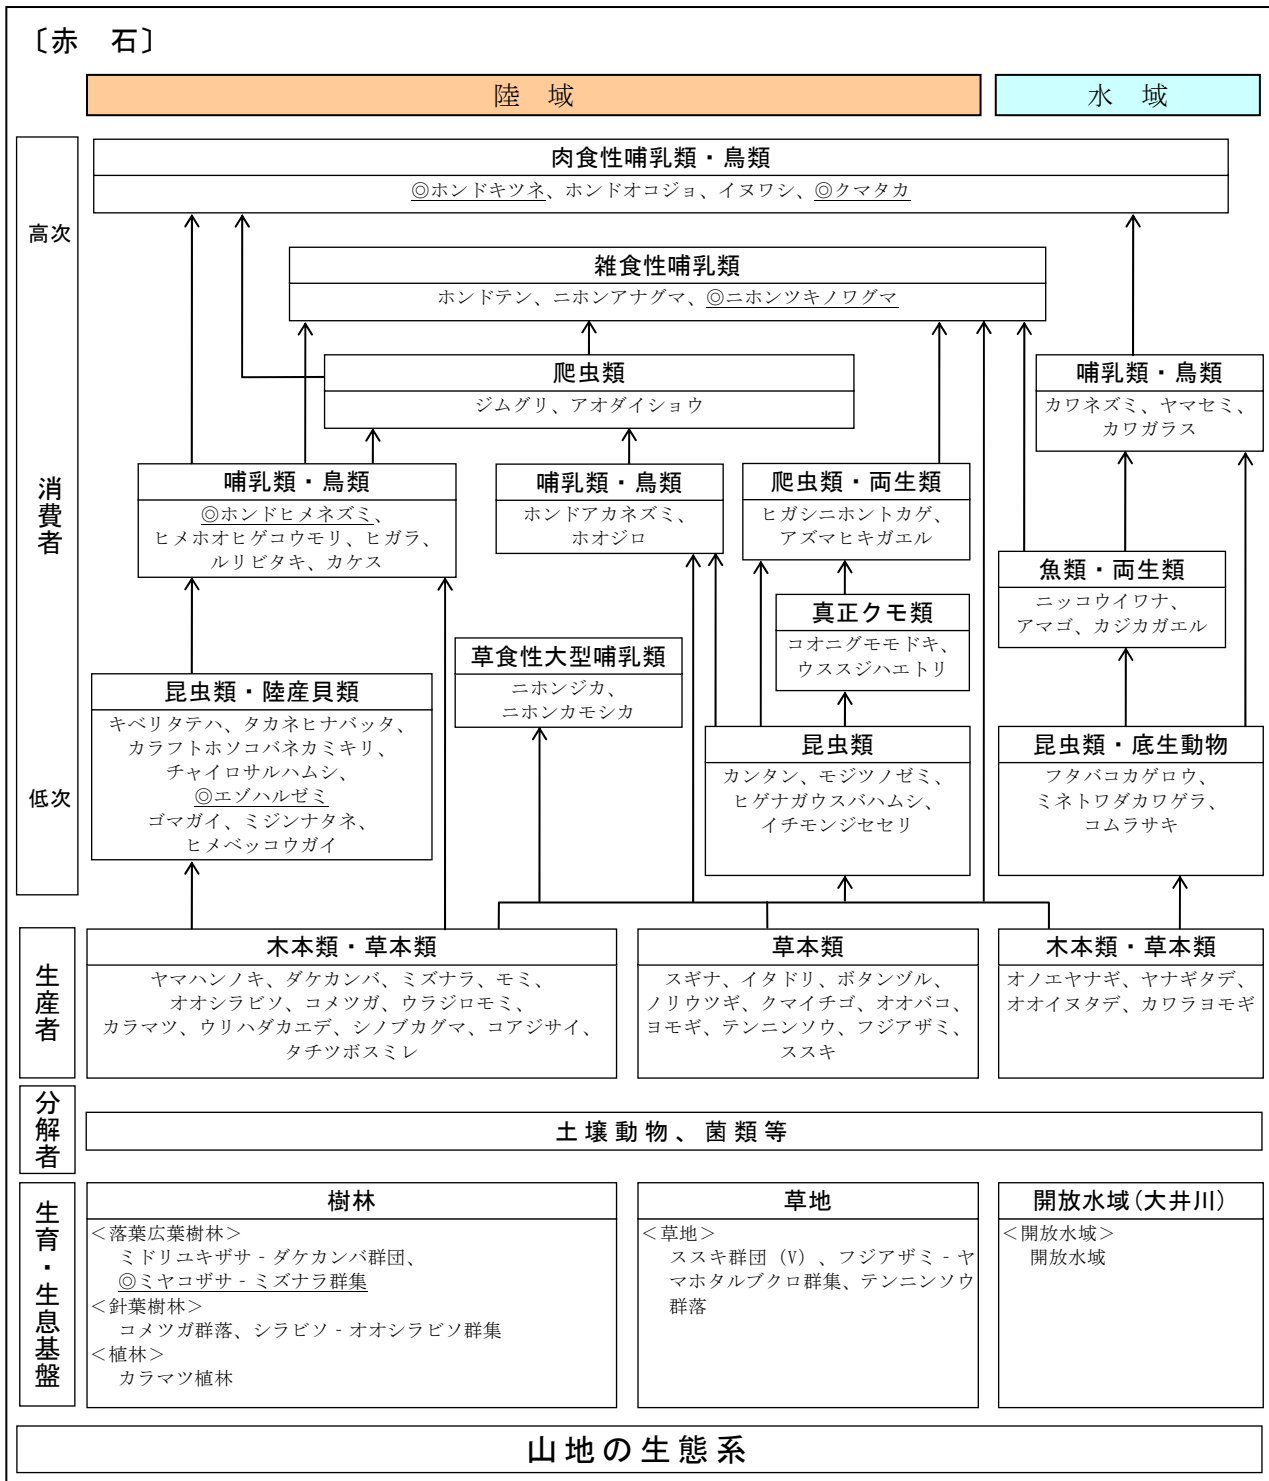 〔赤　石〕
陸　域
水　域
高次
消費者
低次
肉食性哺乳類・鳥類
◎ホンドキツネ、ホンドオコジョ、イヌワシ、◎クマタカ
雑食性哺乳類
ホンドテン、ニホンアナグマ、◎ニホンツキノワグマ
爬虫類
ジムグリ、アオダイショウ
哺乳類・鳥類
カワネズミ、ヤマセミ、
カワガラス
哺乳類・鳥類
◎ホンドヒメネズミ、
ヒメホオヒゲコウモリ、ヒガラ、
ルリビタキ、カケス
哺乳類・鳥類
ホンドアカネズミ、
ホオジロ
爬虫類・両生類
ヒガシニホントカゲ、
アズマヒキガエル
魚類・両生類
ニッコウイワナ、
アマゴ、カジカガエル
真正クモ類
コオニグモモドキ、
ウススジハエトリ
草食性大型哺乳類
ニホンジカ、
ニホンカモシカ
昆虫類・陸産貝類
キベリタテハ、タカネヒナバッタ、
カラフトホソコバネカミキリ、
チャイロサルハムシ、
◎エゾハルゼミ
ゴマガイ、ミジンナタネ、
ヒメベッコウガイ
昆虫類
カンタン、モジツノゼミ、
ヒゲナガウスバハムシ、
イチモンジセセリ
昆虫類・底生動物
フタバコカゲロウ、
ミネトワダカワゲラ、
コムラサキ
生産者
木本類・草本類
ヤマハンノキ、ダケカンバ、ミズナラ、モミ、
オオシラビソ、コメツガ、ウラジロモミ、
カラマツ、ウリハダカエデ、シノブカグマ、コアジサイ、
タチツボスミレ
草本類
スギナ、イタドリ、ボタンヅル、
ノリウツギ、クマイチゴ、オオバコ、
ヨモギ、テンニンソウ、フジアザミ、
ススキ
木本類・草本類
オノエヤナギ、ヤナギタデ、
オオイヌタデ、カワラヨモギ
分解者
土壌動物、菌類等
生育・生息基盤
樹林
＜落葉広葉樹林＞
ミドリユキザサ‐ダケカンバ群団、
◎ミヤコザサ‐ミズナラ群集
＜針葉樹林＞
コメツガ群落、シラビソ‐オオシラビソ群集
＜植林＞
カラマツ植林
草地
＜草地＞
ススキ群団（V）、フジアザミ‐ヤ
マホタルブクロ群集、テンニンソウ
群落
開放水域（大井川）
＜開放水域＞
開放水域
山地の生態系